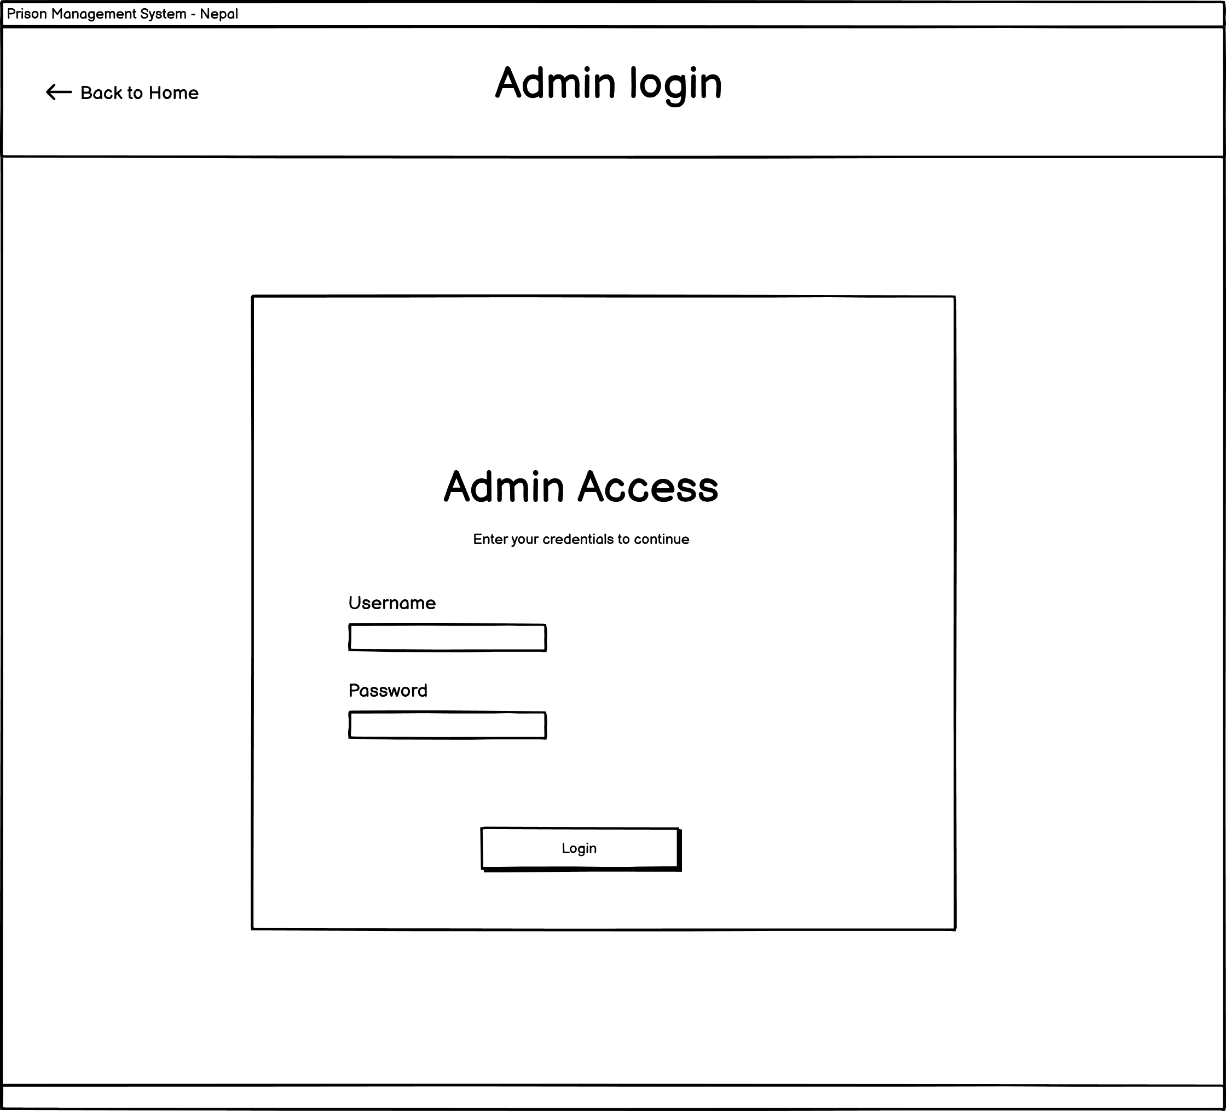 Prison Management System - Nepal
Back to Home
Admin login
Admin Access
Enter your credentials to continue
Username
Password
Login